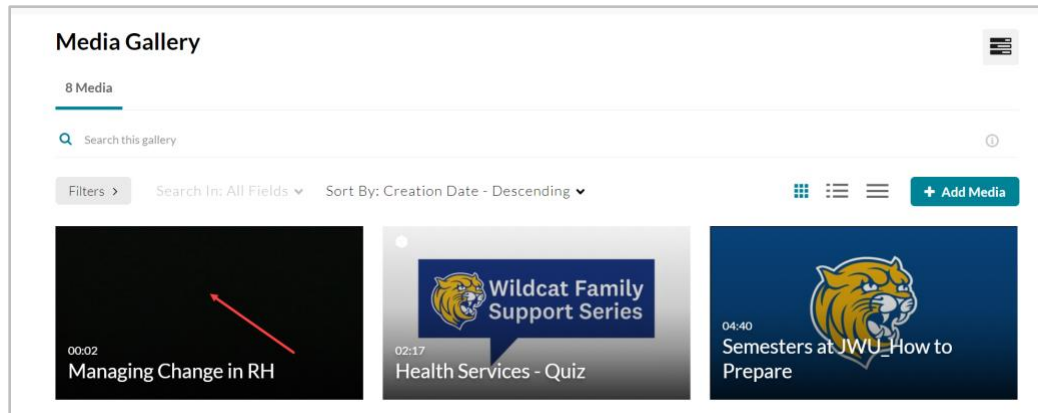 Media Gallery
8 Media
Search this gallery
Filters
Search In: All Fields
Sort By: Creation Date - Descending
+ Add Media
00:02
Managing Change in RH
Wildcat Family
Support Series
02:17
Health Services - Quiz
04:40
Semesters at JWU_How to
Prepare